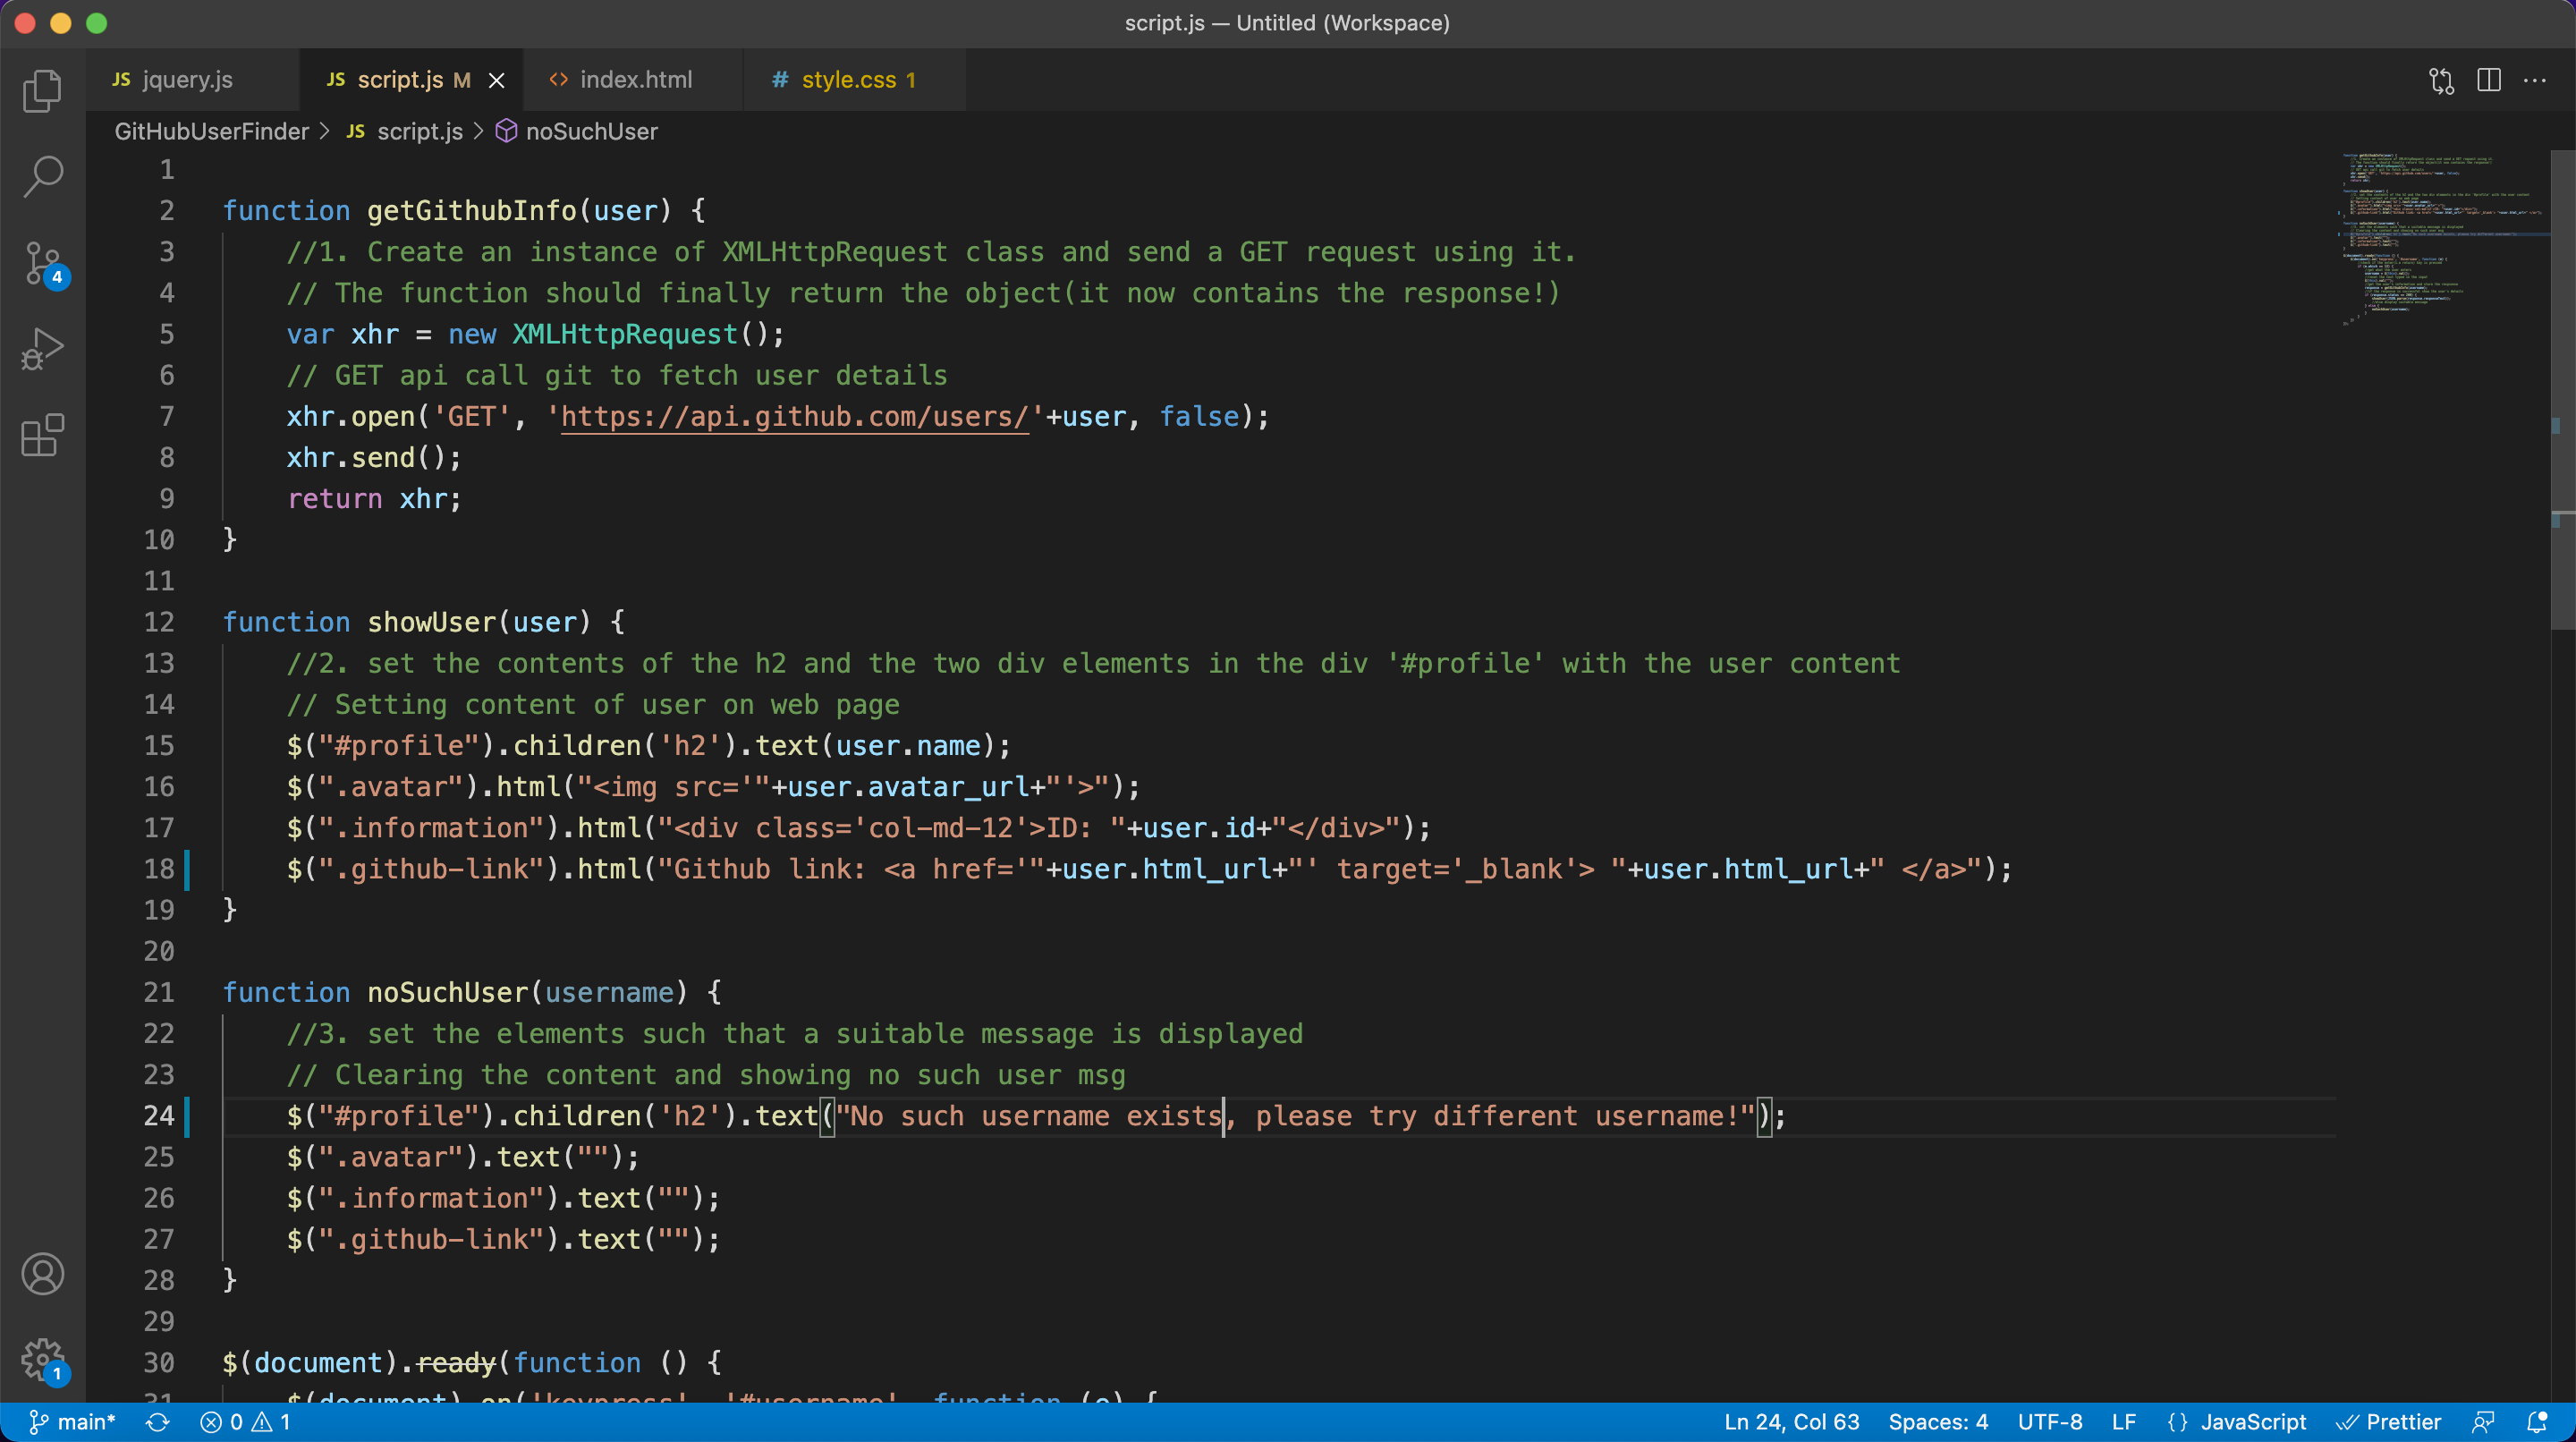 script.js — Untitled (Workspace)
JS jquery.js JS script.js M <> index.html # style.css 1
GitHubUserFinder > JS script.js > noSuchUser
4
1
2 function getGithubInfo(user) {
3 //1. Create an instance of XMLHttpRequest class and send a GET request using it.
4 // The function should finally return the object(it now contains the response!)
5 var xhr = new XMLHttpRequest();
6 // GET api call git to fetch user details
7 xhr.open('GET', 'https://api.github.com/users/'+user, false);
8 xhr.send();
9 return xhr;
10 }
11
12 function showUser(user) {
13 //2. set the contents of the h2 and the two div elements in the div '#profile' with the user content
14 // Setting content of user on web page
15 $("#profile").children('h2').text(user.name);
16 $(".avatar").html("<img src='"+user.avatar_url+"'>");
17 $(".information").html("<div class='col-md-12'>ID: "+user.id+"</div>");
18 $(".github-link").html("Github link: <a href='"+user.html_url+"' target='_blank'> "+user.html_url+" </a>");
19 }
20
21 function noSuchUser(username) {
22 //3. set the elements such that a suitable message is displayed
23 // Clearing the content and showing no such user msg
24 $("#profile").children('h2').text("No such username exists, please try different username!");
25 $(".avatar").text("");
26 $(".information").text("");
27 $(".github-link").text("");
28 }
29
30 $(document).ready(function () {
31 $(document).on('keypress', '#username', function (e) {
1
main* 0 1 Ln 24, Col 63 Spaces: 4 UTF-8 LF {} JavaScript Prettier